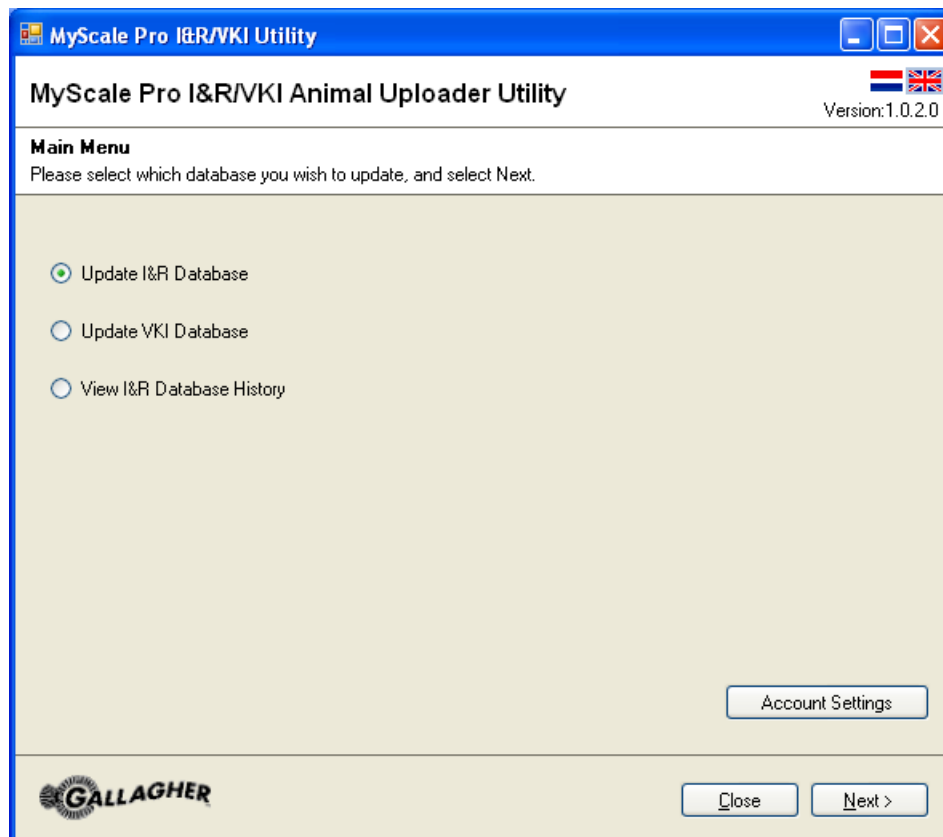 MyScale Pro I&R/VKI Utility
MyScale Pro I&R/VKI Animal Uploader Utility
Version:1.0.2.0
Main Menu
Please select which database you wish to update, and select Next.
Update I&R Database
Update VKI Database
View I&R Database History
Account Settings
GALLAGHER
Close
Next >